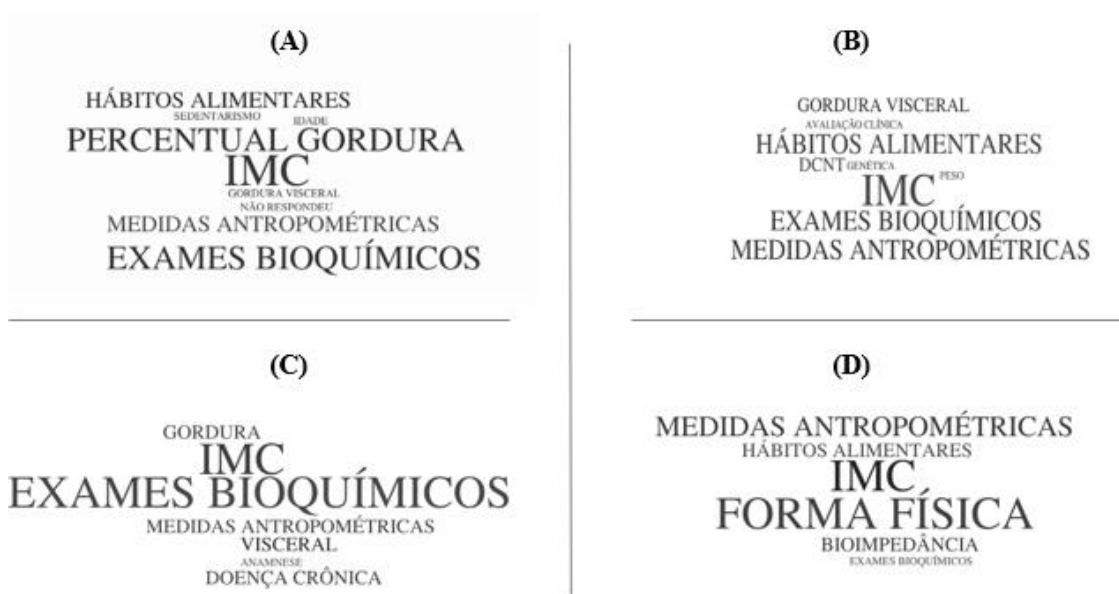 (A)
HÁBITOS ALIMENTARES
SEDENTARISMO IDADE
PERCENTUAL GORDURA
IMC
GORDURA VISCERAL
NÃO RESPONDEU
MEDIDAS ANTROPOMÉTRICAS
EXAMES BIOQUÍMICOS
(B)
GORDURA VISCERAL
AVALIAÇÃO CLÍNICA
HÁBITOS ALIMENTARES
DCNT GENÉTICA
IMC PESO
EXAMES BIOQUÍMICOS
MEDIDAS ANTROPOMÉTRICAS
(C)
GORDURA
IMC
EXAMES BIOQUÍMICOS
MEDIDAS ANTROPOMÉTRICAS
VISCERAL
ANAMNESE
DOENÇA CRÔNICA
(D)
MEDIDAS ANTROPOMÉTRICAS
HÁBITOS ALIMENTARES
IMC
FORMA FÍSICA
BIOIMPEDÂNCIA
EXAMES BIOQUÍMICOS